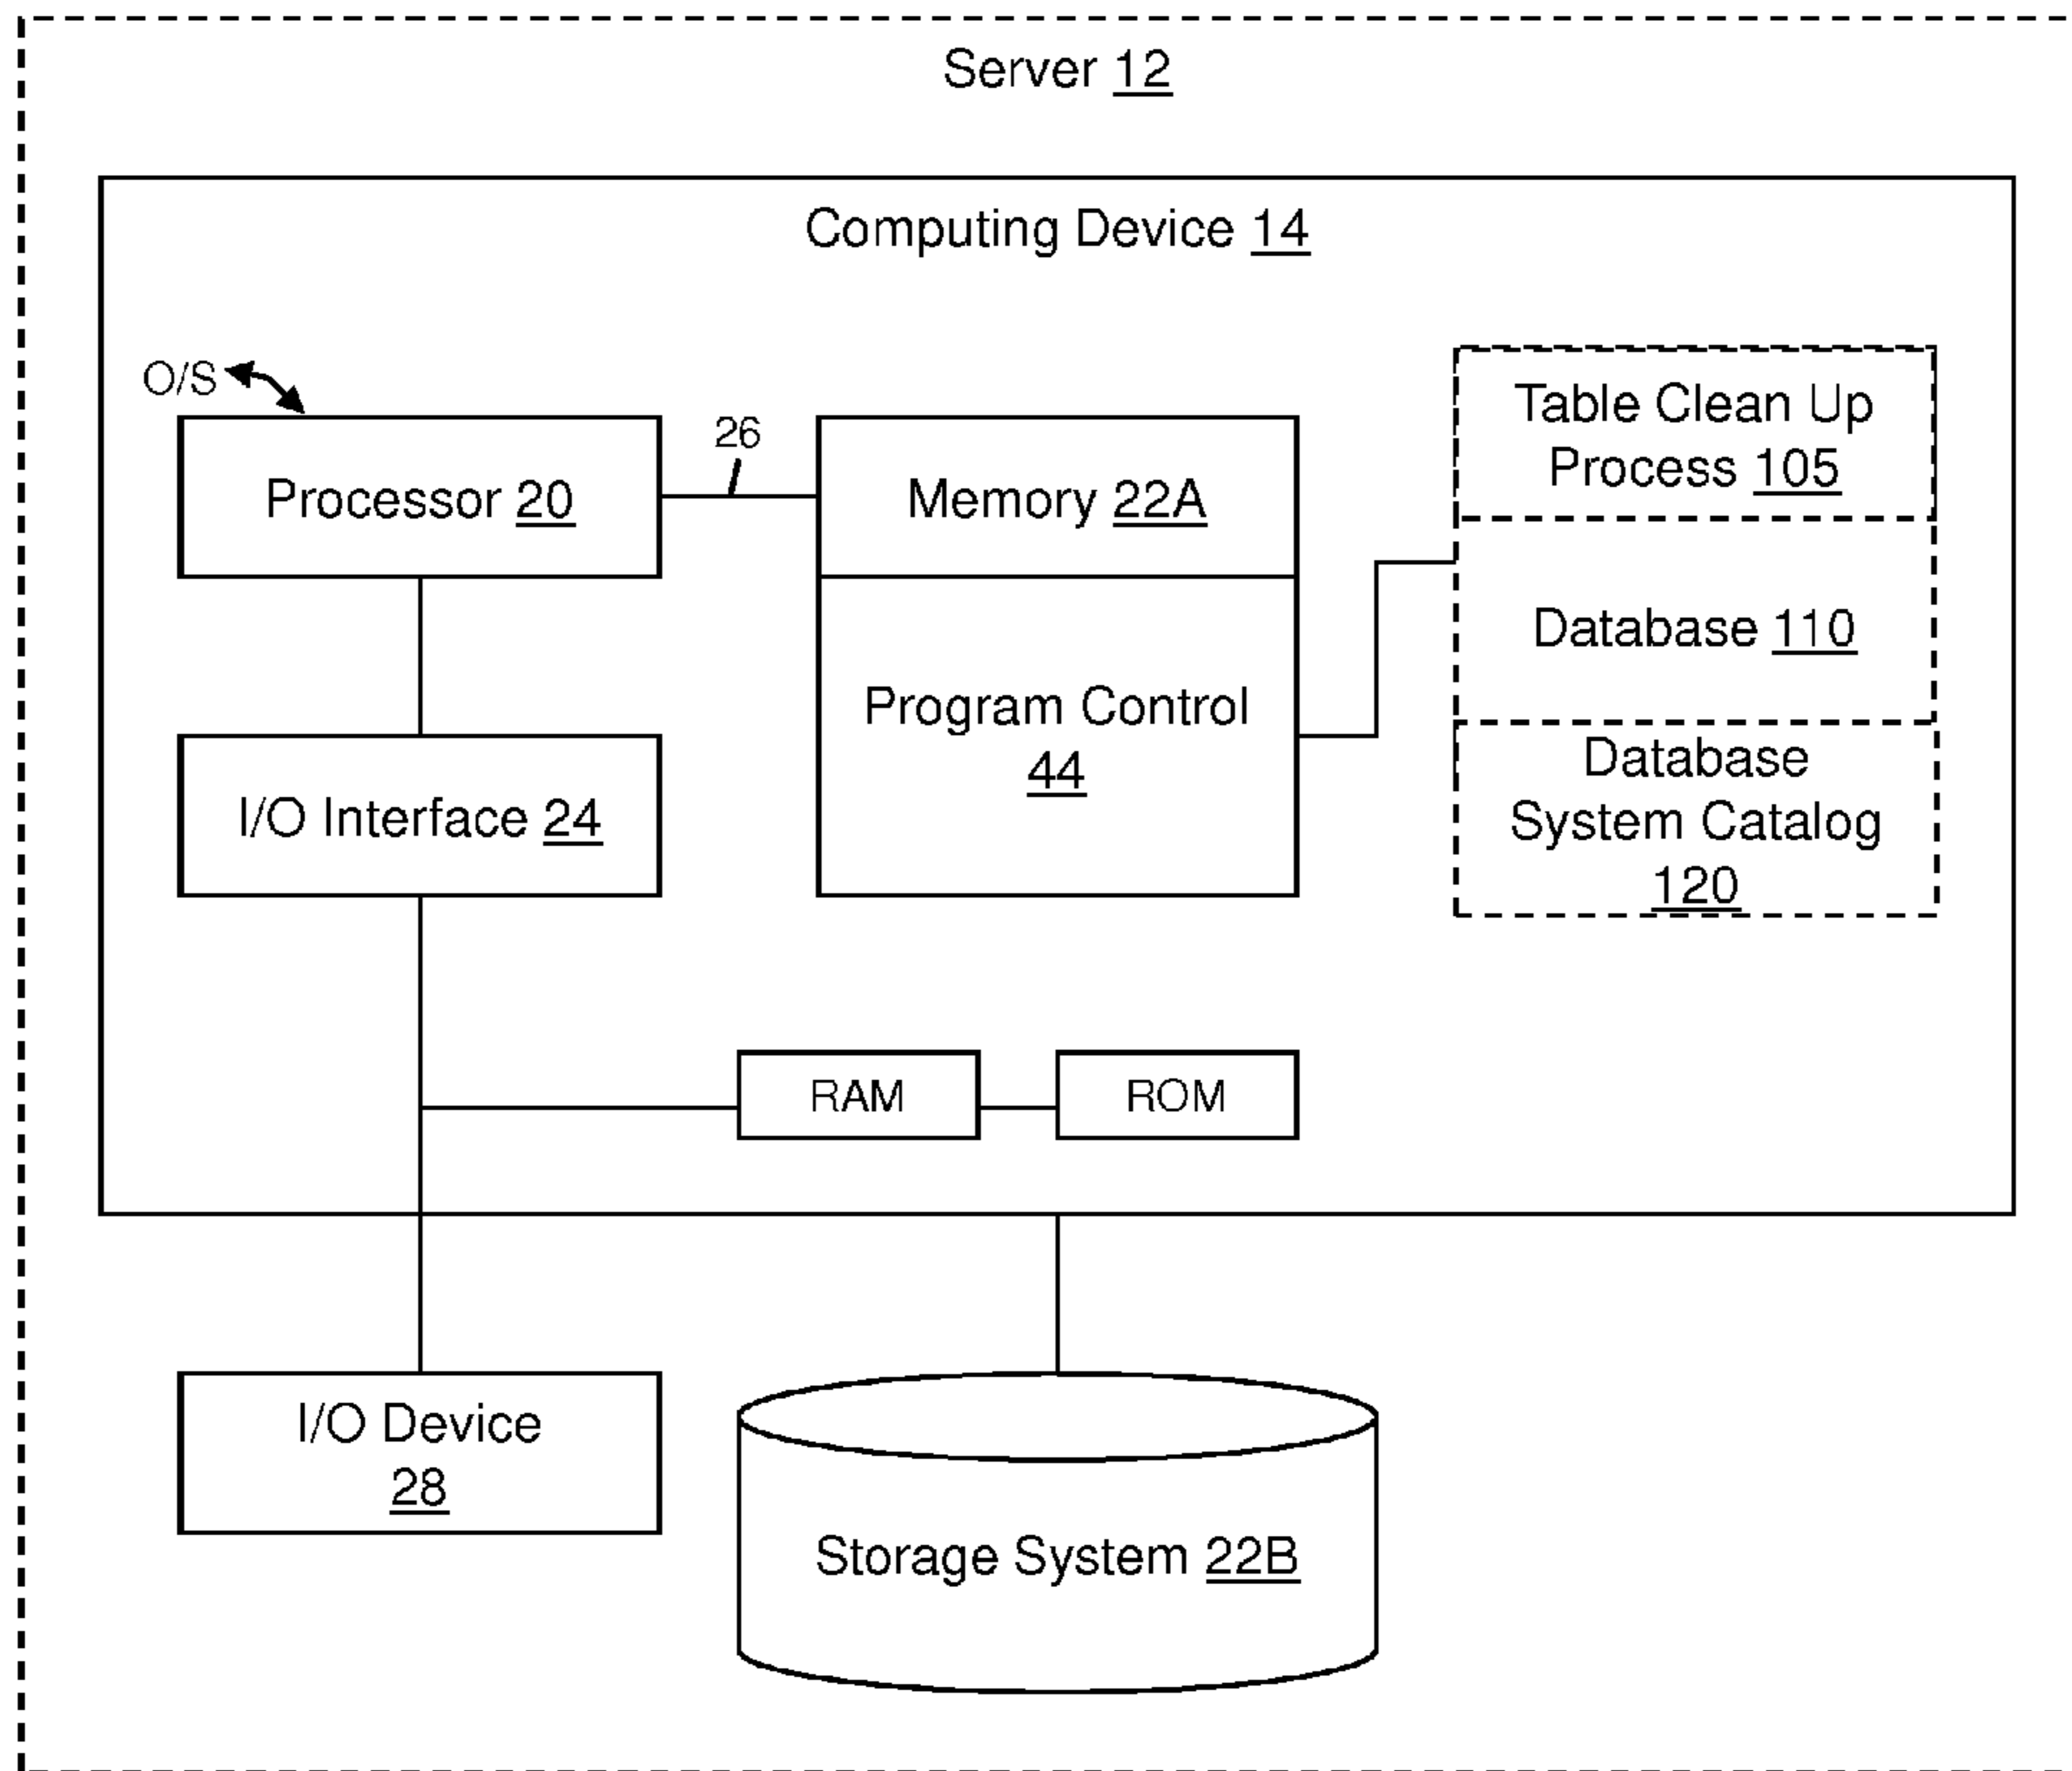 Server 12
Computing Device 14
O/S
Processor 20
26
Memory 22A
Program Control
44
I/O Interface 24
Table Clean Up
Process 105
Database 110
Database
System Catalog
120
RAM
ROM
I/O Device
28
Storage System 22B